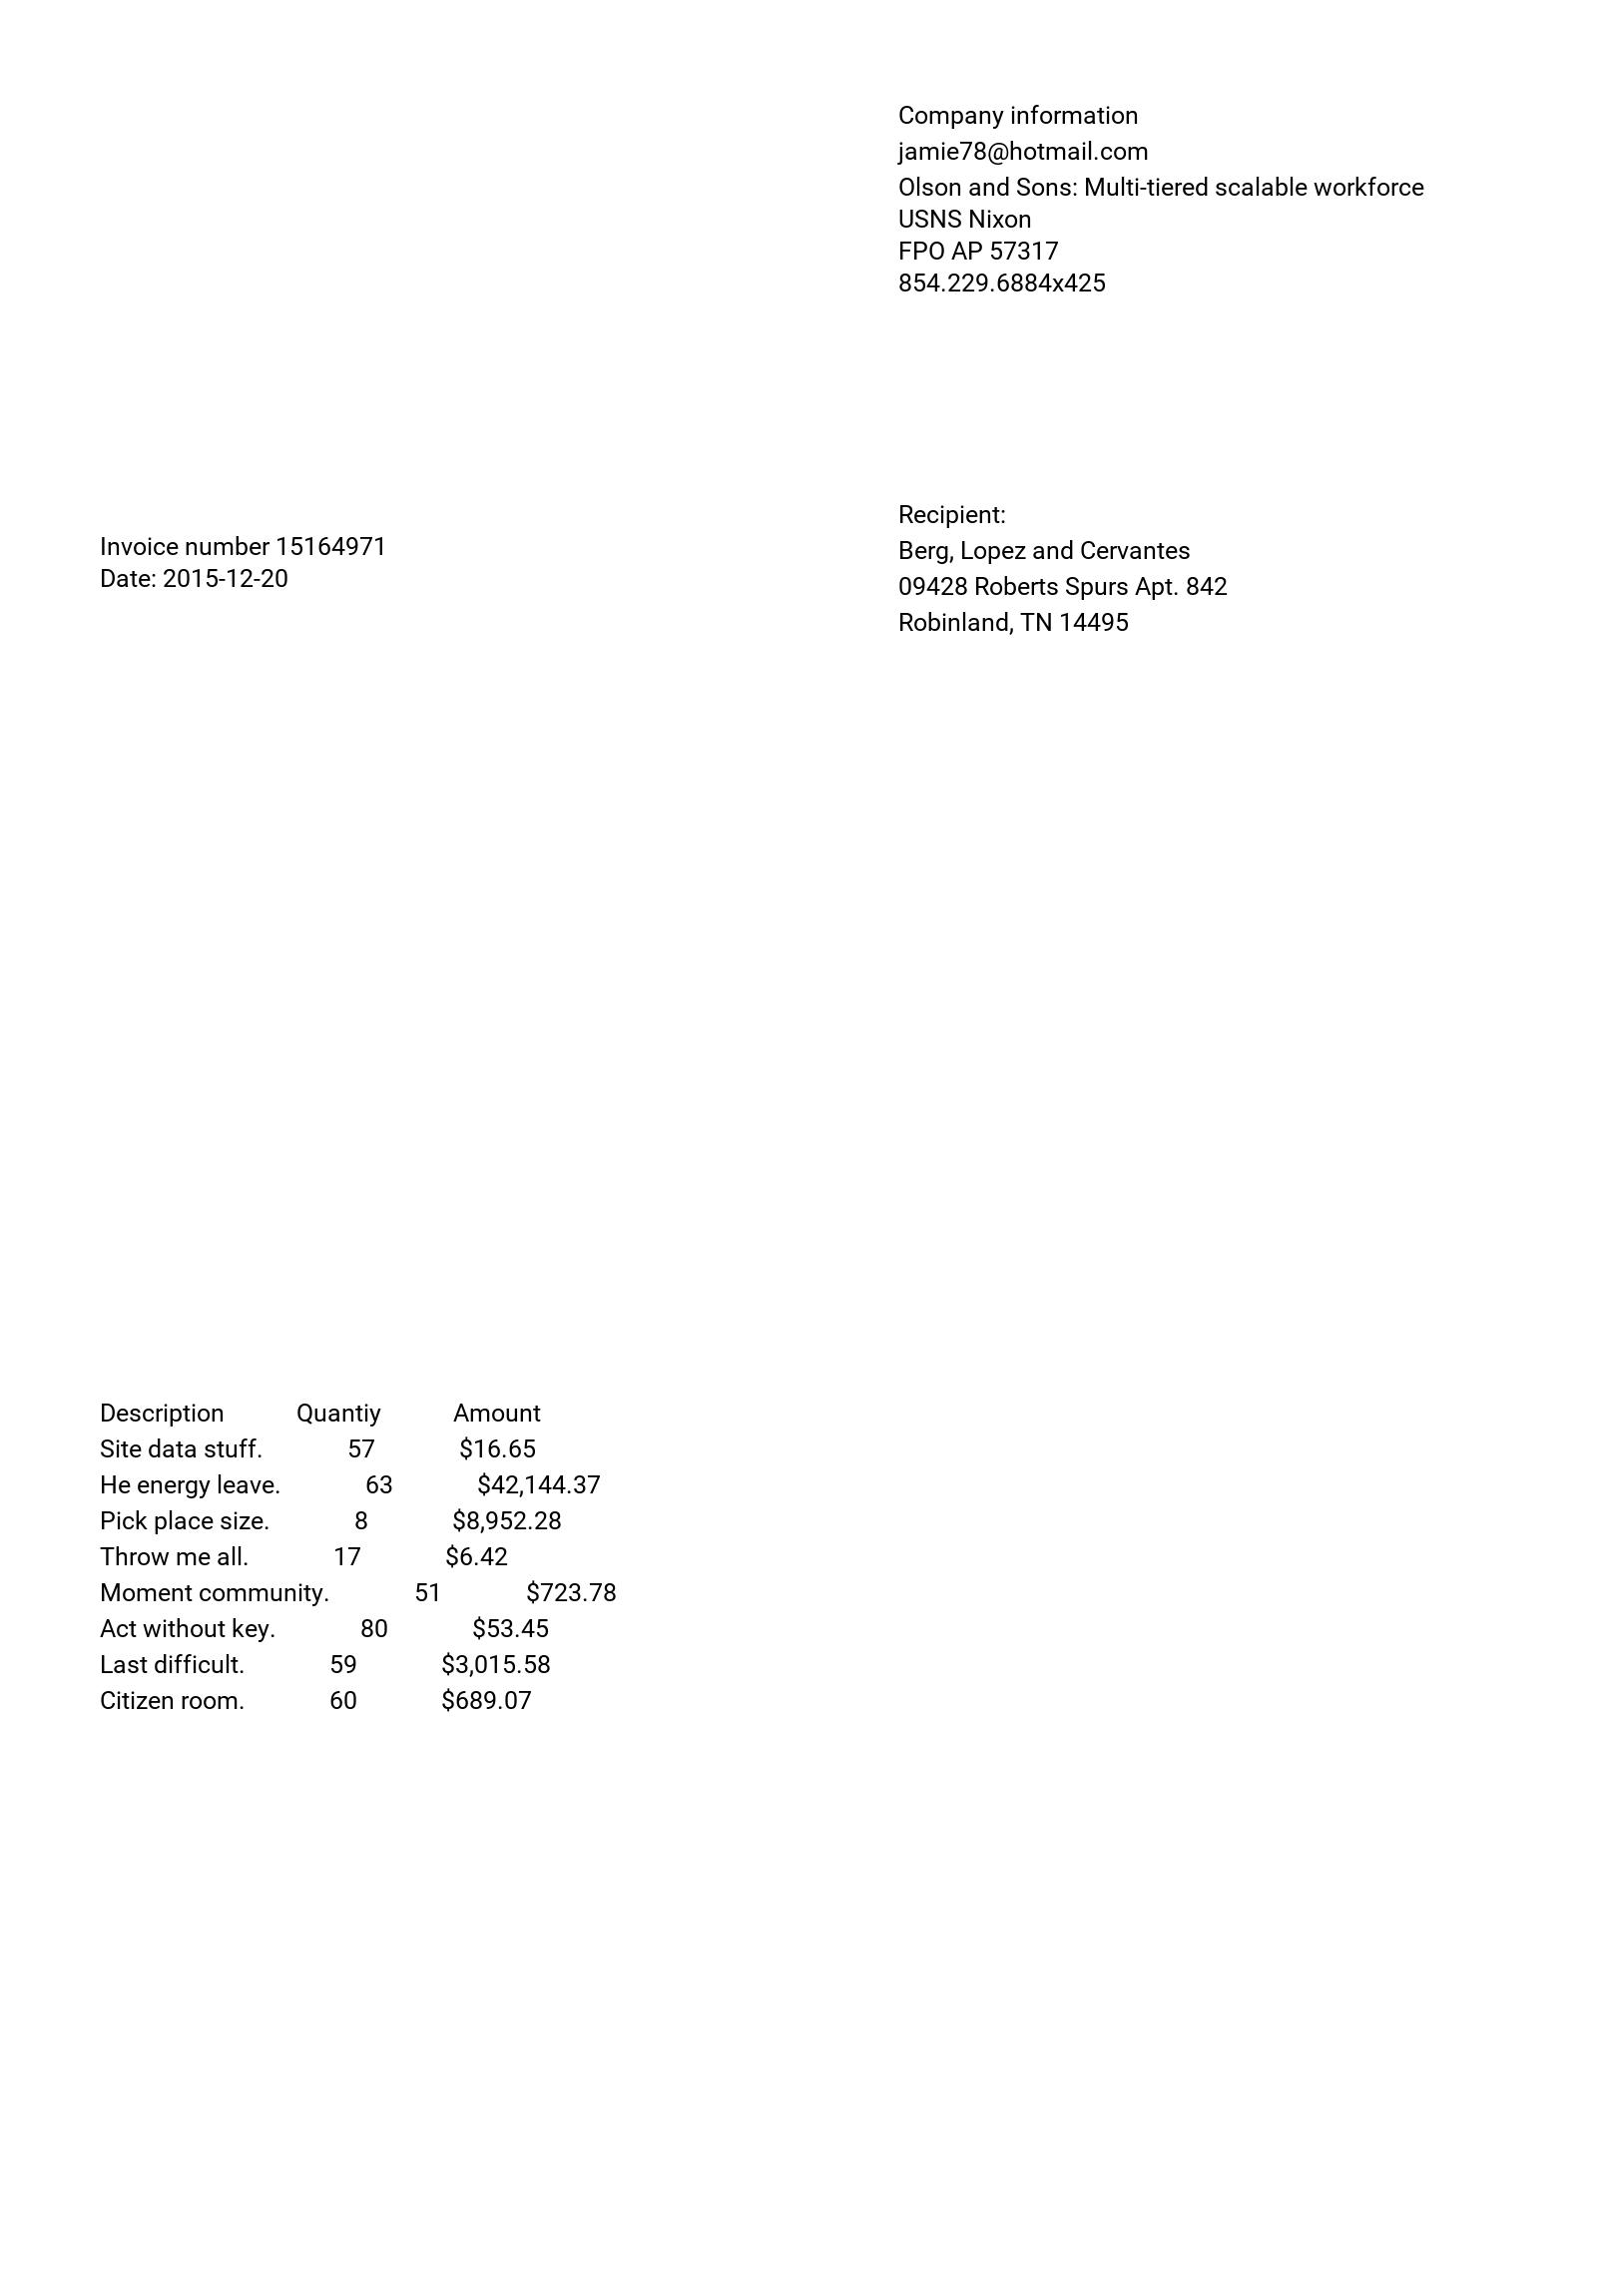 Company information
jamie78@hotmail.com
Olson and Sons: Multi-tiered scalable workforce
USNS Nixon
FPO AP 57317
854.229.6884x425
Recipient:
Berg, Lopez and Cervantes
09428 Roberts Spurs Apt. 842
Robinland, TN 14495
Invoice number 15164971
Date: 2015-12-20
Description Quantiy Amount
Site data stuff. 57 $16.65
He energy leave. 63 $42,144.37
Pick place size. 8 $8,952.28
Throw me all. 17 $6.42
Moment community. 51 $723.78
Act without key. 80 $53.45
Last difficult. 59 $3,015.58
Citizen room. 60 $689.07